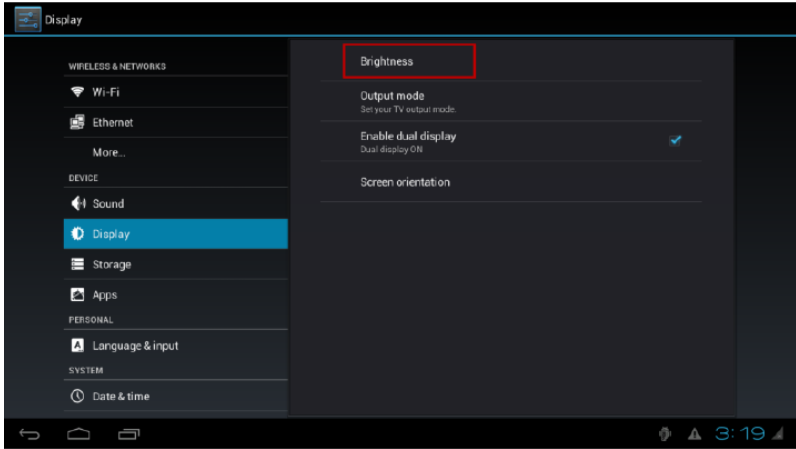 Display
WIRELESS & NETWORKS
Wi-Fi
Ethernet
More...
DEVICE
Sound
Display
Storage
Apps
PERSONAL
Language & input
SYSTEM
Date & time
Brightness
Output mode
Set your TV output mode.
Enable dual display
Dual display ON
Screen orientation
3:19